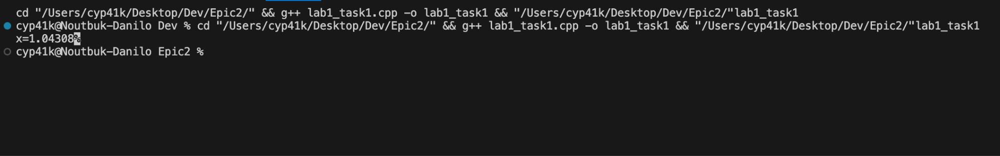 cd "/Users/cyp41k/Desktop/Dev/Epic2/" && g++ lab1_task1.cpp -o lab1_task1 && "/Users/cyp41k/Desktop/Dev/Epic2/"lab1_task1
cyp41k@Noutbuk-Danilo Dev % cd "/Users/cyp41k/Desktop/Dev/Epic2/" && g++ lab1_task1.cpp -o lab1_task1 && "/Users/cyp41k/Desktop/Dev/Epic2/"lab1_task1
x=1.04308%
cyp41k@Noutbuk-Danilo Epic2 %